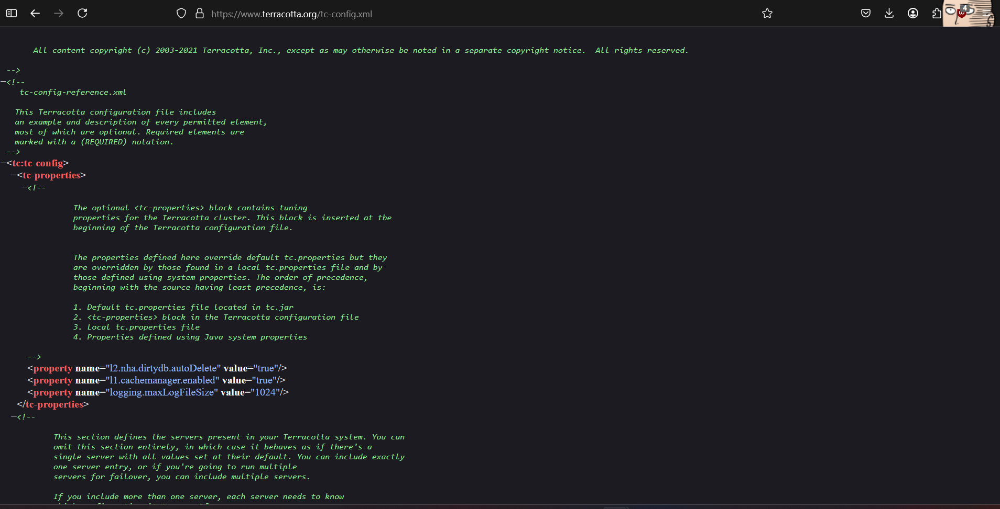 https://www.terracotta.org/tc-config.xml
4
All content copyright (c) 2003-2021 Terracotta, Inc., except as may otherwise be noted in a separate copyright notice.  All rights reserved.
-->
—<!--
tc-config-reference.xml
This Terracotta configuration file includes
an example and description of every permitted element,
most of which are optional. Required elements are
marked with a (REQUIRED) notation.
-->
—<tc:tc-config>
—<tc-properties>
—<!--
The optional <tc-properties> block contains tuning
properties for the Terracotta cluster. This block is inserted at the
beginning of the Terracotta configuration file.
The properties defined here override default tc.properties but they
are overridden by those found in a local tc.properties file and by
those defined using system properties. The order of precedence,
beginning with the source having least precedence, is:
1. Default tc.properties file located in tc.jar
2. <tc-properties> block in the Terracotta configuration file
3. Local tc.properties file
4. Properties defined using Java system properties
-->
<property name="l2.nha.dirtydb.autoDelete" value="true"/>
<property name="l1.cachemanager.enabled" value="true"/>
<property name="logging.maxLogFileSize" value="1024"/>
</tc-properties>
—<!--
This section defines the servers present in your Terracotta system. You can
omit this section entirely, in which case it behaves as if there's a
single server with all values set at their default. You can include exactly
one server entry, or if you're going to run multiple
servers for failover, you can include multiple servers.
If you include more than one server, each server needs to know